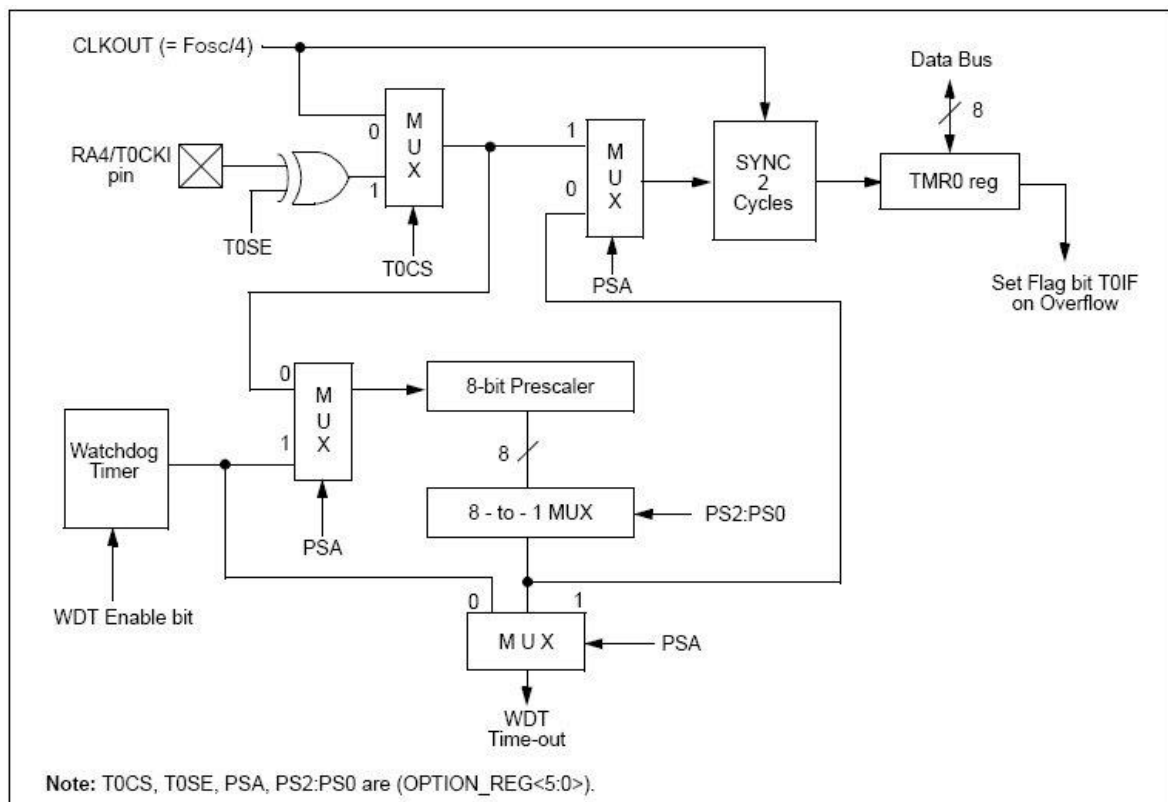 CLKOUT (= Fosc/4)
Data Bus
8
M
U
X
0
1
RA4/T0CKI
pin
T0SE
T0CS
1
0
M
U
X
PSA
SYNC
2
Cycles
TMR0 reg
Set Flag bit T0IF
on Overflow
0
1
M
U
X
PSA
8-bit Prescaler
8
Watchdog
Timer
8 - to - 1 MUX
PS2:PS0
WDT Enable bit
0
1
M U X
PSA
WDT
Time-out
Note: T0CS, T0SE, PSA, PS2:PS0 are (OPTION_REG<5:0>).